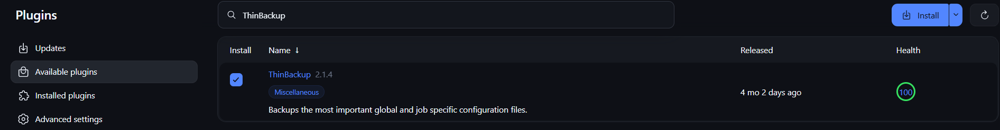 Plugins
ThinBackup
Install
Updates
Available plugins
Installed plugins
Advanced settings
Install Name ↓ Released Health
ThinBackup 2.1.4
Miscellaneous
Backups the most important global and job specific configuration files.
4 mo 2 days ago
100